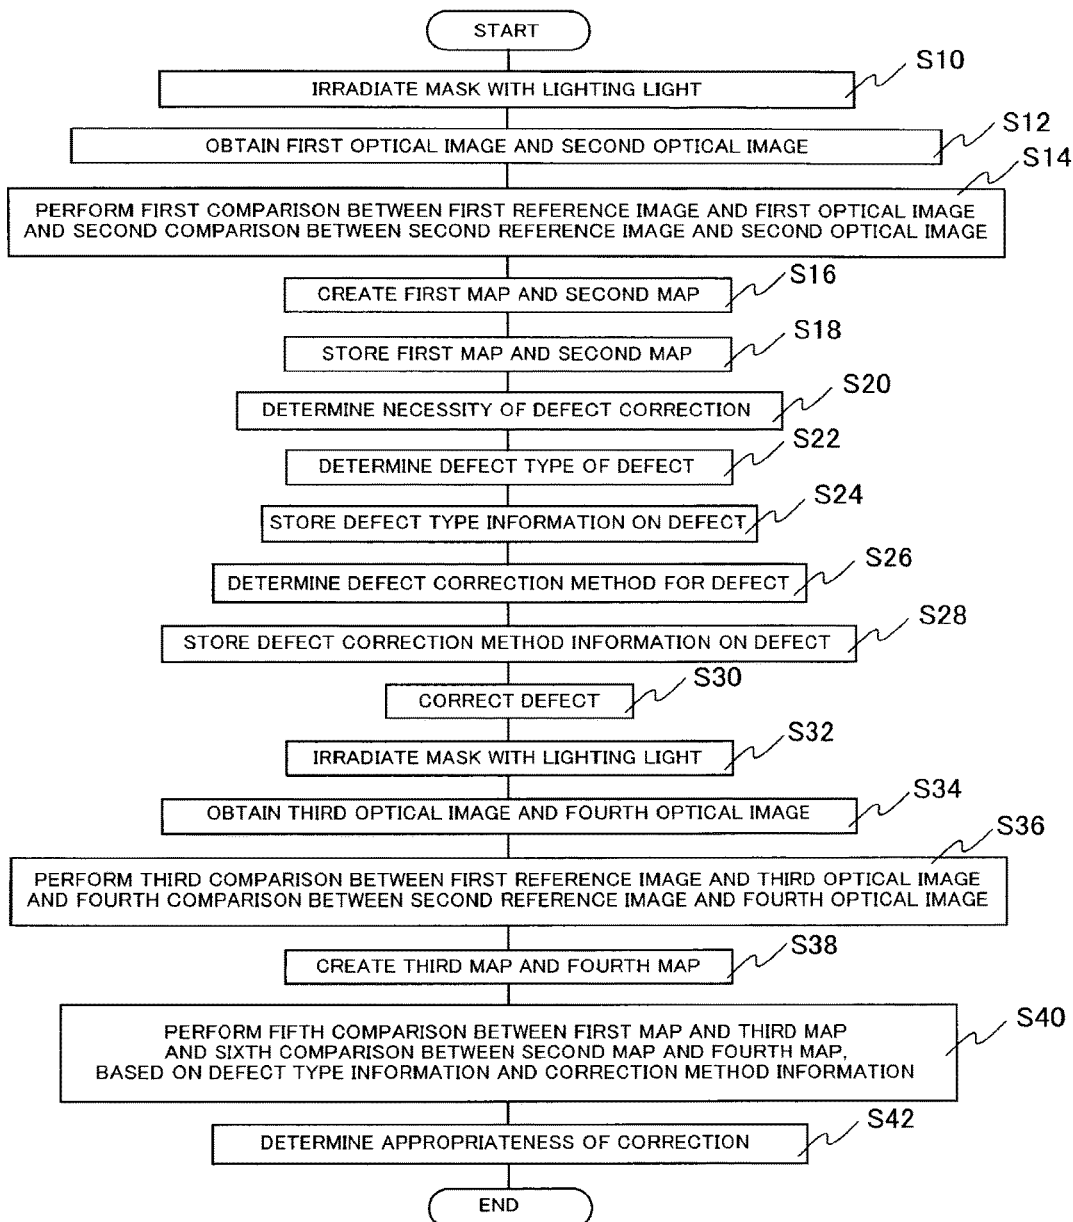 START
S10
IRRADIATE MASK WITH LIGHTING LIGHT
S12
OBTAIN FIRST OPTICAL IMAGE AND SECOND OPTICAL IMAGE
S14
PERFORM FIRST COMPARISON BETWEEN FIRST REFERENCE IMAGE AND FIRST OPTICAL IMAGE
AND SECOND COMPARISON BETWEEN SECOND REFERENCE IMAGE AND SECOND OPTICAL IMAGE
S16
CREATE FIRST MAP AND SECOND MAP
S18
STORE FIRST MAP AND SECOND MAP
S20
DETERMINE NECESSITY OF DEFECT CORRECTION
S22
DETERMINE DEFECT TYPE OF DEFECT
S24
STORE DEFECT TYPE INFORMATION ON DEFECT
S26
DETERMINE DEFECT CORRECTION METHOD FOR DEFECT
S28
STORE DEFECT CORRECTION METHOD INFORMATION ON DEFECT
S30
CORRECT DEFECT
S32
IRRADIATE MASK WITH LIGHTING LIGHT
S34
OBTAIN THIRD OPTICAL IMAGE AND FOURTH OPTICAL IMAGE
S36
PERFORM THIRD COMPARISON BETWEEN FIRST REFERENCE IMAGE AND THIRD OPTICAL IMAGE
AND FOURTH COMPARISON BETWEEN SECOND REFERENCE IMAGE AND FOURTH OPTICAL IMAGE
S38
CREATE THIRD MAP AND FOURTH MAP
S40
PERFORM FIFTH COMPARISON BETWEEN FIRST MAP AND THIRD MAP
AND SIXTH COMPARISON BETWEEN SECOND MAP AND FOURTH MAP,
BASED ON DEFECT TYPE INFORMATION AND CORRECTION METHOD INFORMATION
S42
DETERMINE APPROPRIATENESS OF CORRECTION
END